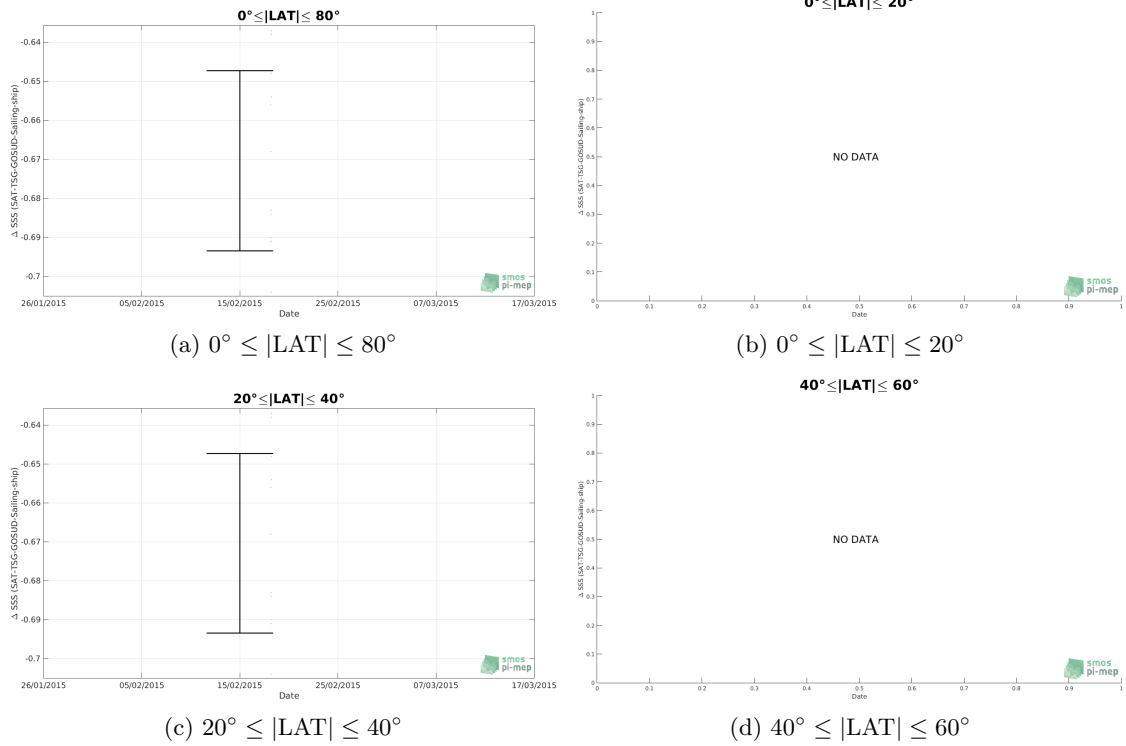 0°≤|LAT|≤ 80°
Δ SSS (SAT-TSG-GOSUD-Sailing-ship)
-0.64
-0.65
-0.66
-0.67
-0.68
-0.69
-0.7
26/01/2015 05/02/2015 15/02/2015 25/02/2015 07/03/2015 17/03/2015
Date
smos
pi-mep
(a) 0° ≤ |LAT| ≤ 80°
0°≤|LAT|≤ 20°
Δ SSS (SAT-TSG-GOSUD-Sailing-ship)
1
0.9
0.8
0.7
0.6
0.5
0.4
0.3
0.2
0.1
0
NO DATA
0 0.1 0.2 0.3 0.4 0.5 0.6 0.7 0.8 0.9 1
Date
smos
pi-mep
(b) 0° ≤ |LAT| ≤ 20°
20°≤|LAT|≤ 40°
Δ SSS (SAT-TSG-GOSUD-Sailing-ship)
-0.64
-0.65
-0.66
-0.67
-0.68
-0.69
-0.7
26/01/2015 05/02/2015 15/02/2015 25/02/2015 07/03/2015 17/03/2015
Date
smos
pi-mep
(c) 20° ≤ |LAT| ≤ 40°
40°≤|LAT|≤ 60°
Δ SSS (SAT-TSG-GOSUD-Sailing-ship)
1
0.9
0.8
0.7
0.6
0.5
0.4
0.3
0.2
0.1
0
NO DATA
0 0.1 0.2 0.3 0.4 0.5 0.6 0.7 0.8 0.9 1
Date
smos
pi-mep
(d) 40° ≤ |LAT| ≤ 60°